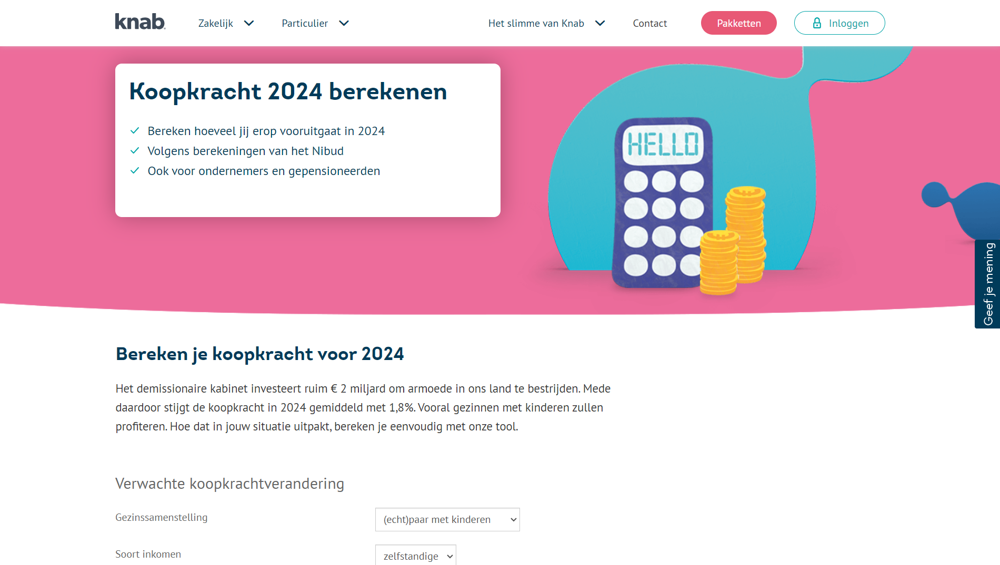 knab.
Zakelijk
Particulier
Het slimme van Knab
Contact
Pakketten
Inloggen
Koopkracht 2024 berekenen
Bereken hoeveel jij erop vooruitgaat in 2024
Volgens berekeningen van het Nibud
Ook voor ondernemers en gepensioneerden
HELLO
Geef je mening
Bereken je koopkracht voor 2024
Het demissionaire kabinet investeert ruim € 2 miljard om armoede in ons land te bestrijden. Mede
daardoor stijgt de koopkracht in 2024 gemiddeld met 1,8%. Vooral gezinnen met kinderen zullen
profiteren. Hoe dat in jouw situatie uitpakt, bereken je eenvoudig met onze tool.
Verwachte koopkrachtverandering
Gezinssamenstelling
(echt)paar met kinderen
Soort inkomen
zelfstandige